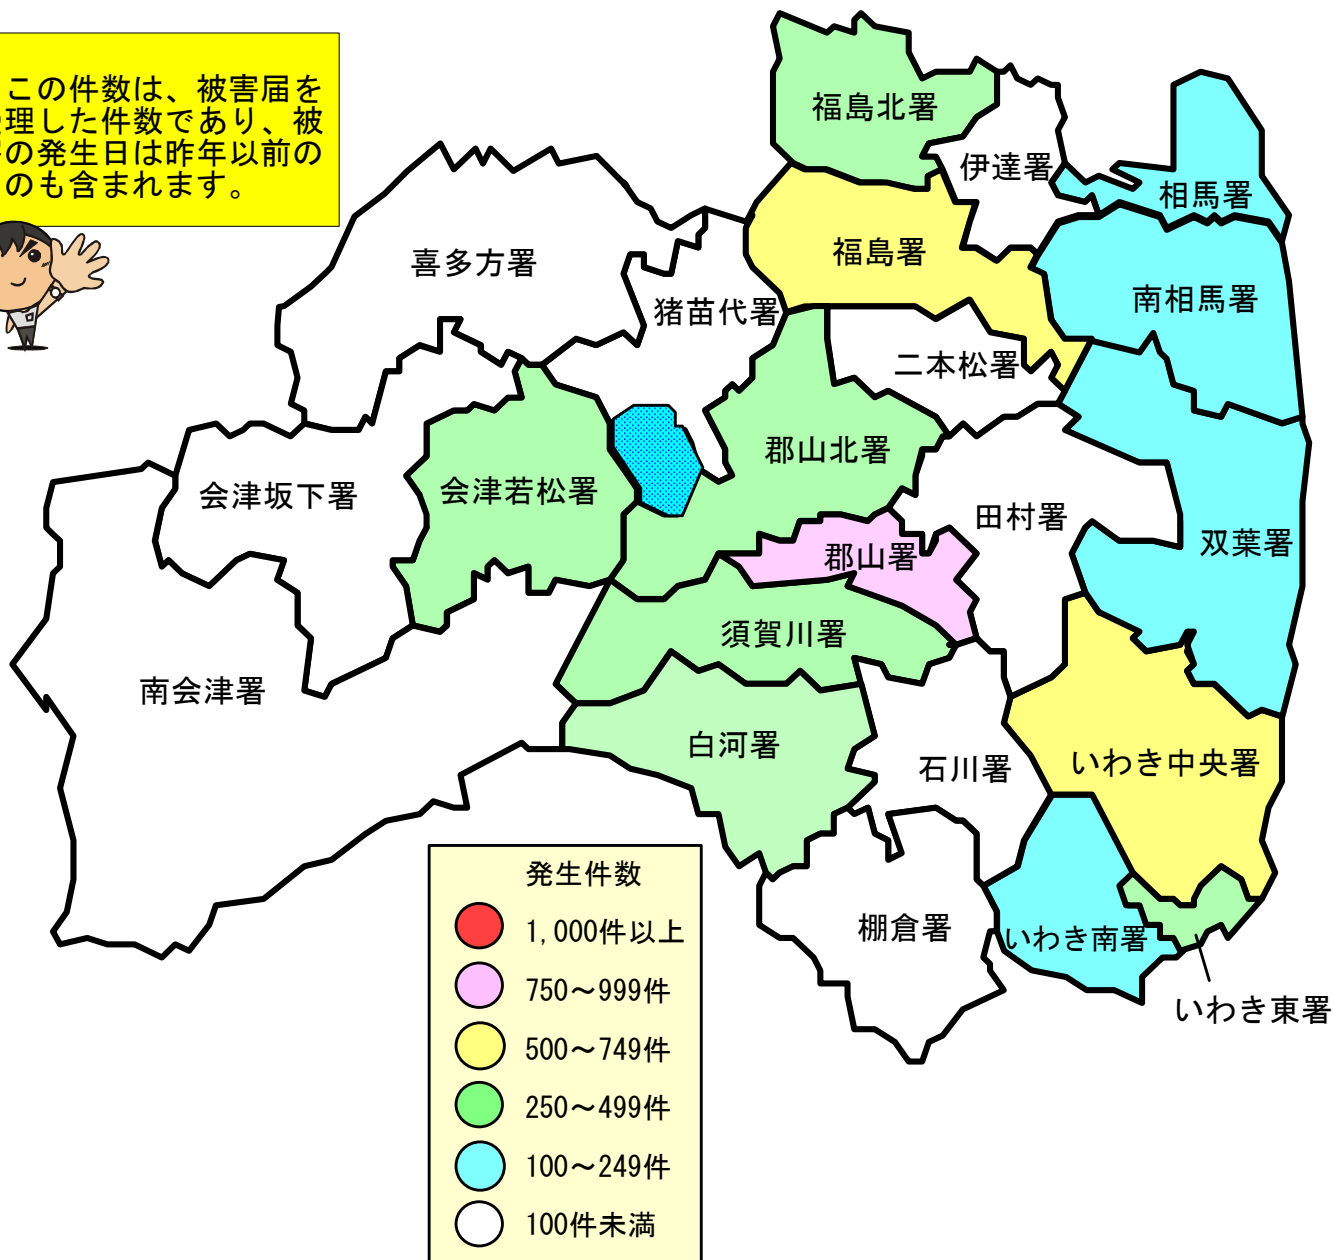 この件数は、被害届を
理した件数であり、被
の発生日は昨年以前の
のも含まれます。
福島北署
伊達署
相馬署
福島署
喜多方署
猪苗代署
南相馬署
二本松署
郡山北署
会津坂下署
会津若松署
田村署
双葉署
郡山署
須賀川署
南会津署
白河署
石川署
いわき中央署
棚倉署
いわき南署
いわき東署
発生件数
1,000件以上
750～999件
500～749件
250～499件
100～249件
100件未満